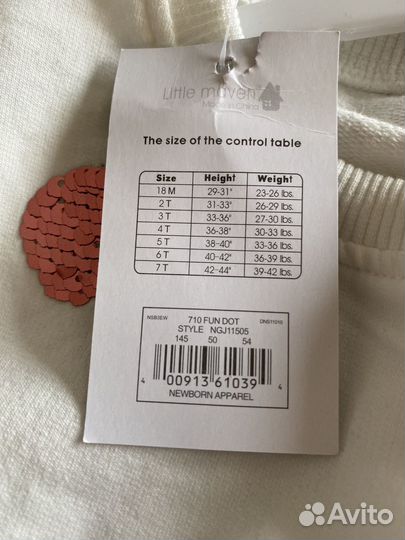 Little maven
Made in China
The size of the control table
Size Height Weight
18 M 29-31" 23-26 lbs.
2 T 31-33" 26-29 lbs.
3 T 33-36" 27-30 lbs.
4 T 36-38" 30-33 lbs.
5 T 38-40" 33-36 lbs.
6 T 40-42" 36-39 lbs.
7 T 42-44" 39-42 lbs.
NSB3EW 710 FUN DOT DNS11015
STYLE NGJ11505
145 50 54
4 00913 61039 4
NEWBORN APPAREL
Avito